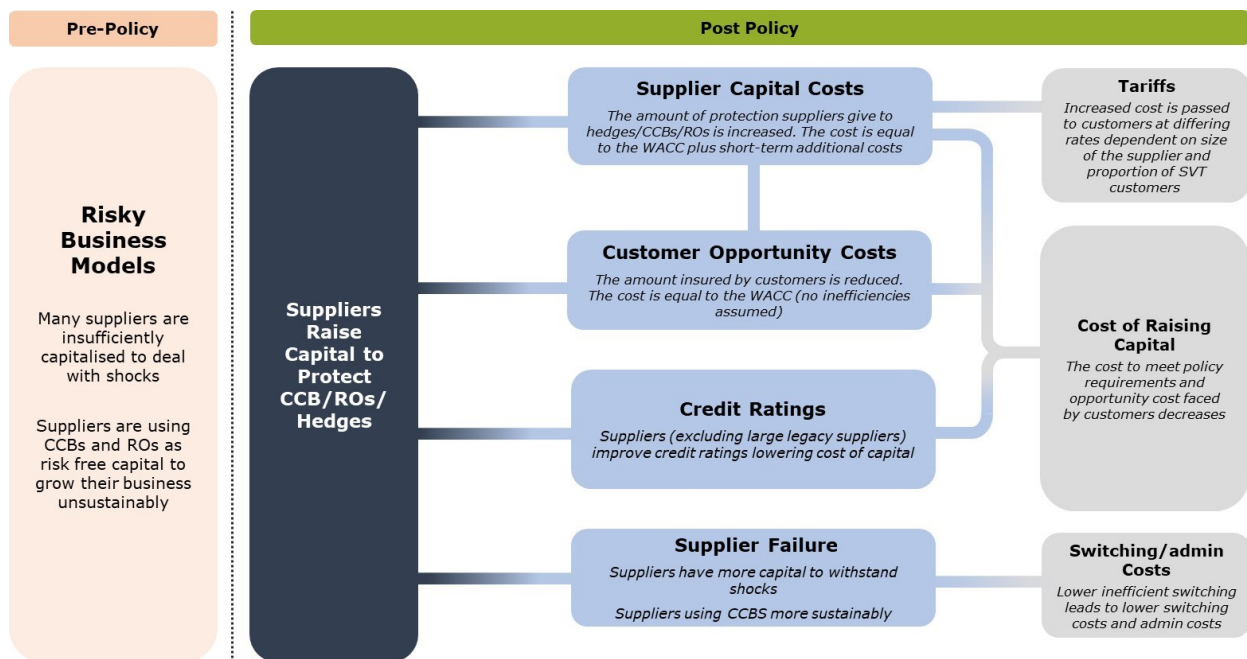 Pre-Policy
Post Policy
Risky
Business
Models
Many suppliers are
insufficiently
capitalised to deal
with shocks
Suppliers are using
CCBs and ROs as
risk free capital to
grow their business
unsustainably
Suppliers
Raise
Capital to
Protect
CCB/ROs/
Hedges
Supplier Capital Costs
The amount of protection suppliers give to
hedges/CCBs/ROs is increased. The cost is equal
to the WACC plus short-term additional costs
Customer Opportunity Costs
The amount insured by customers is reduced.
The cost is equal to the WACC (no inefficiencies
assumed)
Credit Ratings
Suppliers (excluding large legacy suppliers)
improve credit ratings lowering cost of capital
Supplier Failure
Suppliers have more capital to withstand
shocks
Suppliers using CCBS more sustainably
Tariffs
Increased cost is passed
to customers at differing
rates dependent on size
of the supplier and
proportion of SVT
customers
Cost of Raising
Capital
The cost to meet policy
requirements and
opportunity cost faced
by customers decreases
Switching/admin
Costs
Lower inefficient switching
leads to lower switching
costs and admin costs